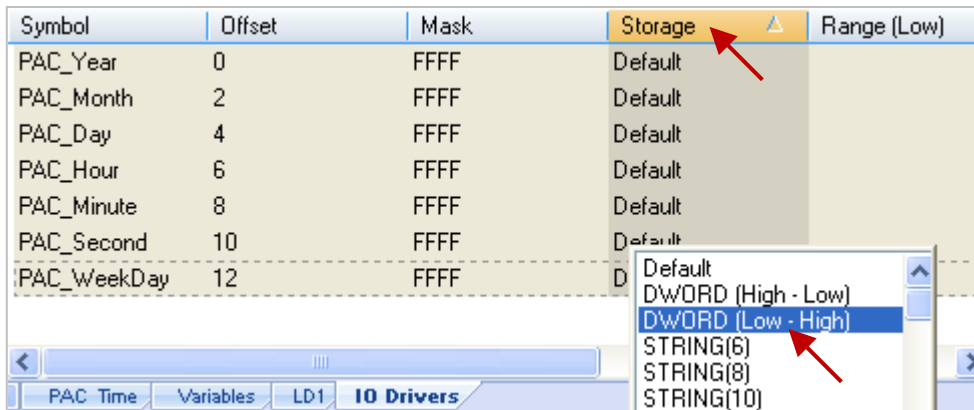 Symbol Offset Mask Storage Range (Low)
PAC_Year 0 FFFF Default
PAC_Month 2 FFFF Default
PAC_Day 4 FFFF Default
PAC_Hour 6 FFFF Default
PAC_Minute 8 FFFF Default
PAC_Second 10 FFFF Default
PAC_WeekDay 12 FFFF D
Default
DWORD (High - Low)
DWORD (Low - High)
STRING(6)
STRING(8)
STRING(10)
PAC_Time Variables LD1 IO Drivers